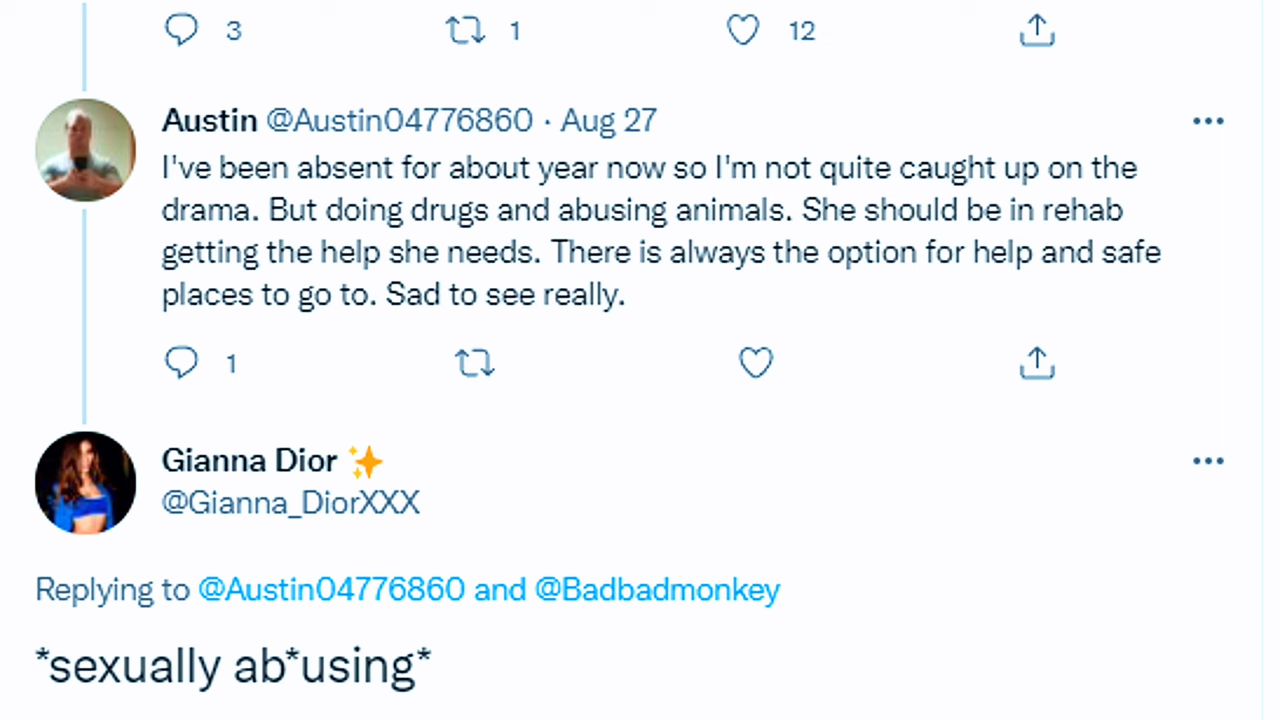 3 1 12
Austin @Austin04776860 · Aug 27
I've been absent for about year now so I'm not quite caught up on the
drama. But doing drugs and abusing animals. She should be in rehab
getting the help she needs. There is always the option for help and safe
places to go to. Sad to see really.
1
Gianna Dior ✨
@Gianna_DiorXXX
Replying to @Austin04776860 and @Badbadmonkey
*sexually ab*using*